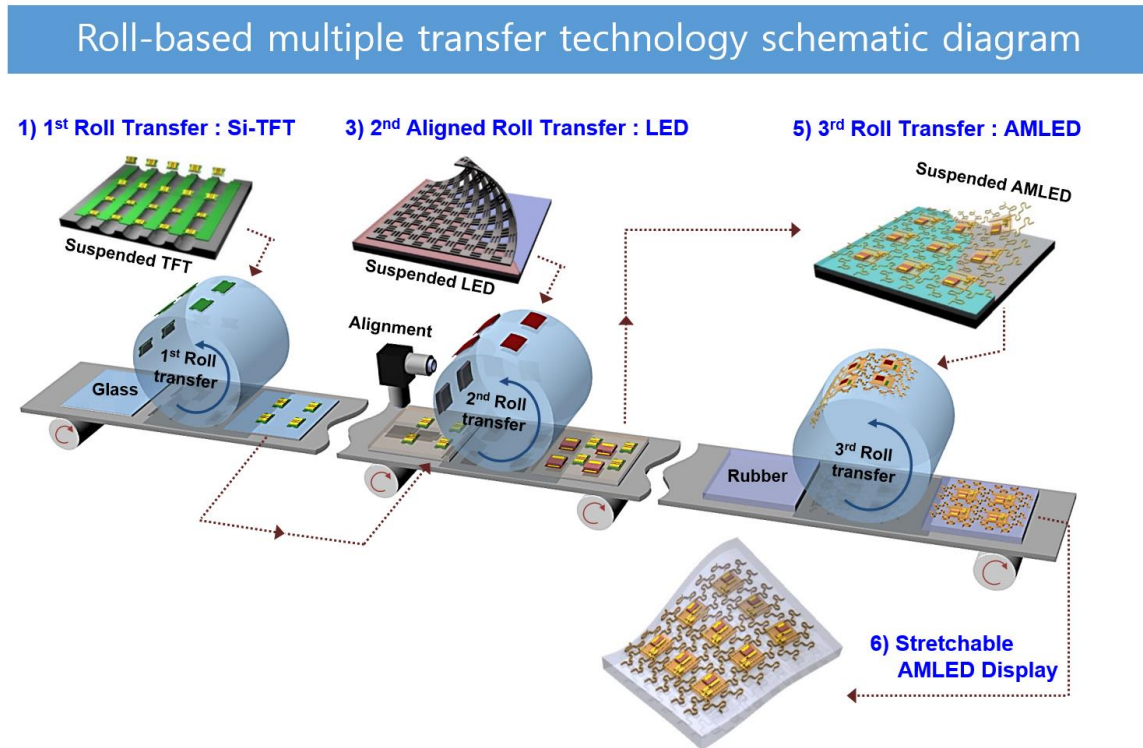 Roll-based multiple transfer technology schematic diagram
1) 1st Roll Transfer : Si-TFT
3) 2nd Aligned Roll Transfer : LED
5) 3rd Roll Transfer : AMLED
Suspended TFT
Suspended LED
Suspended AMLED
Alignment
Glass
1st Roll
transfer
2nd Roll
transfer
Rubber
3rd Roll
transfer
6) Stretchable
AMLED Display